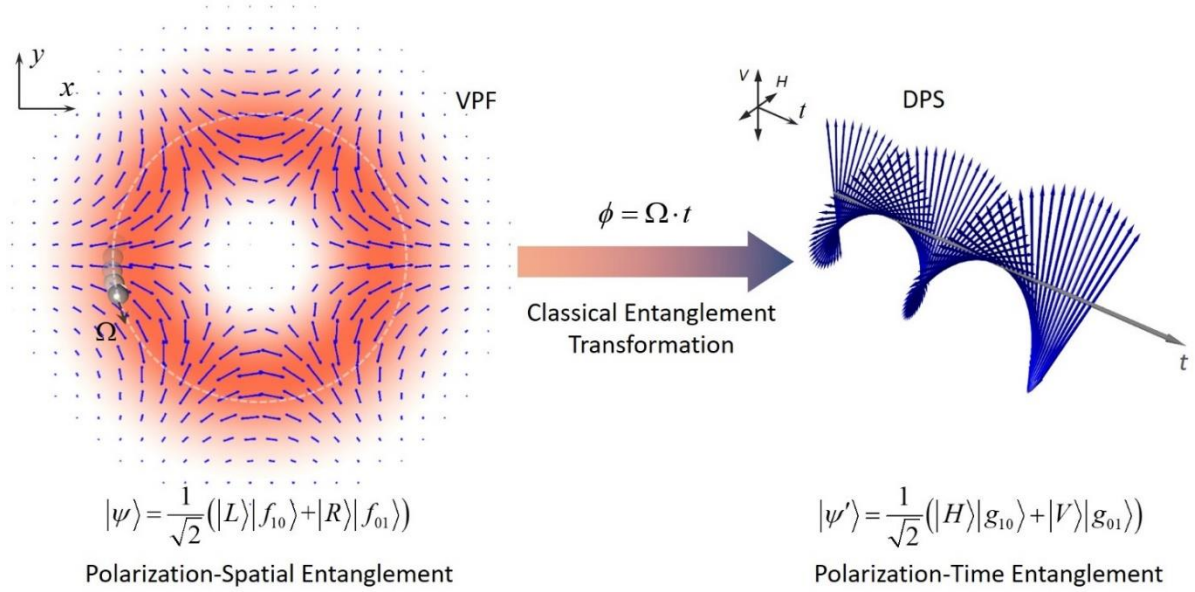 y
x
VPF
Ω
|ψ⟩=1/√2(|L⟩|f₁₀⟩+|R⟩|f₀₁⟩)
Polarization-Spatial Entanglement
ϕ=Ω·t
Classical Entanglement
Transformation
V
H
t
DPS
t
|ψ′⟩=1/√2(|H⟩|g₁₀⟩+|V⟩|g₀₁⟩)
Polarization-Time Entanglement